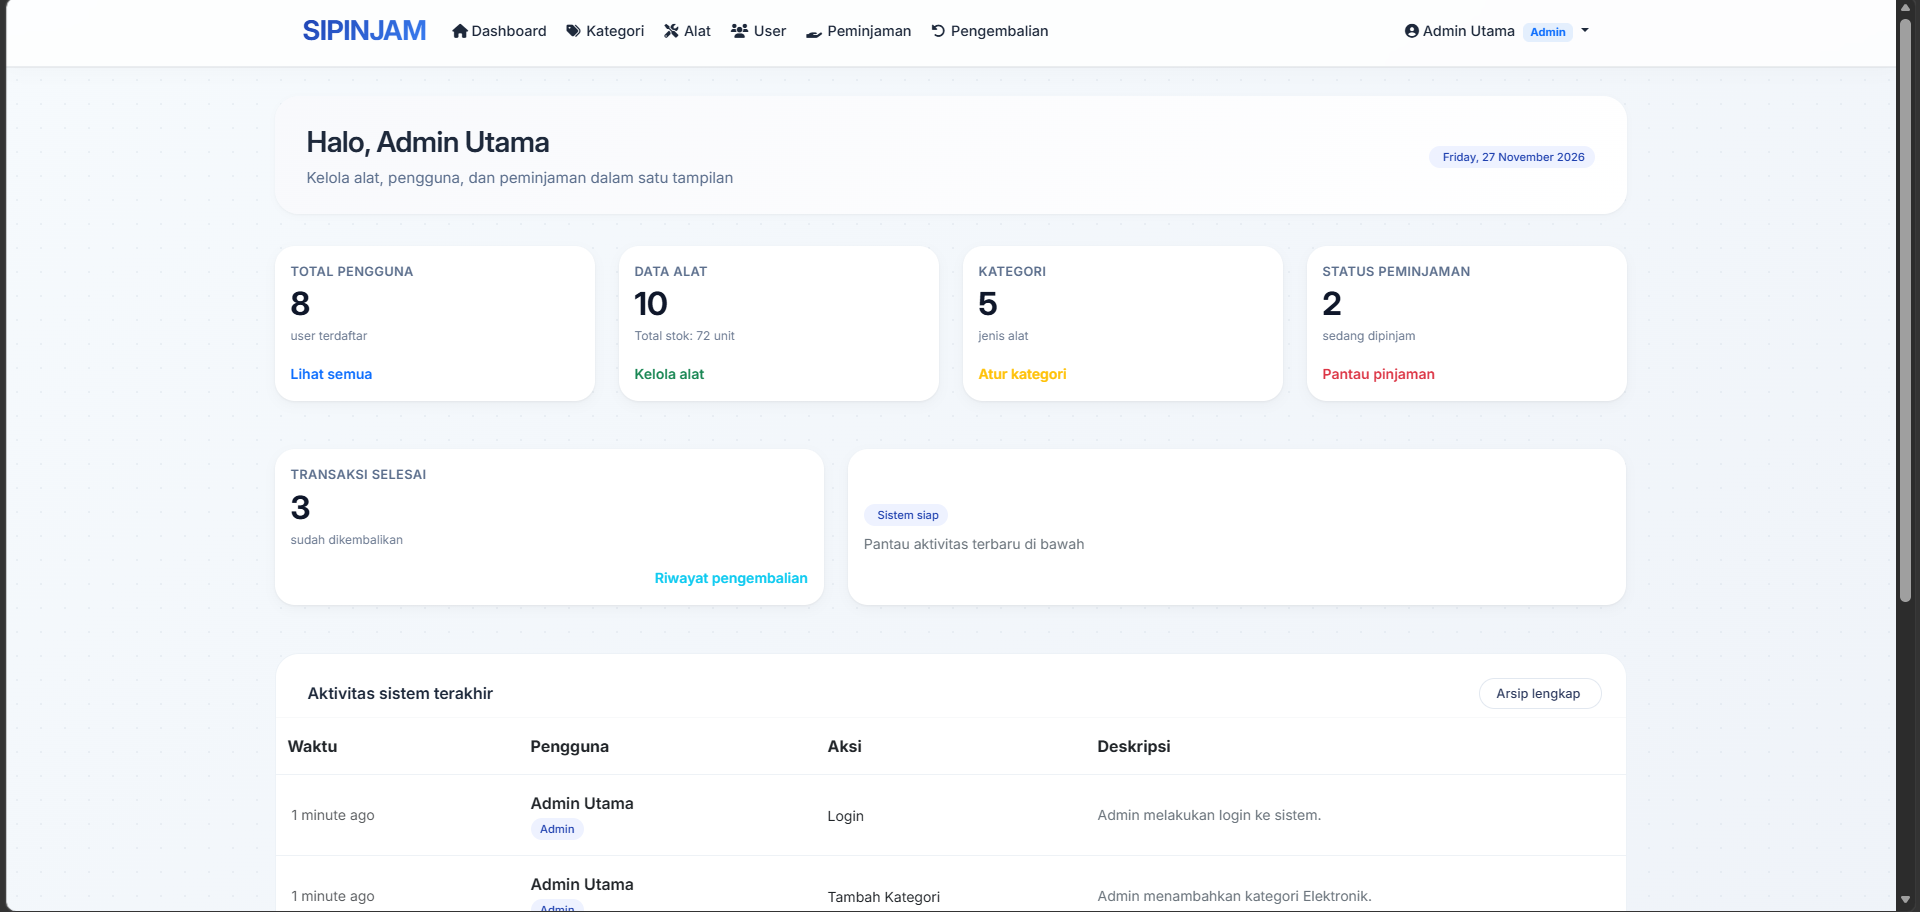 SIPINJAM Dashboard Kategori Alat User Peminjaman Pengembalian Admin Utama Admin
Halo, Admin Utama
Kelola alat, pengguna, dan peminjaman dalam satu tampilan
Friday, 27 November 2026
TOTAL PENGGUNA
8
user terdaftar
Lihat semua
DATA ALAT
10
Total stok: 72 unit
Kelola alat
KATEGORI
5
jenis alat
Atur kategori
STATUS PEMINJAMAN
2
sedang dipinjam
Pantau pinjaman
TRANSAKSI SELESAI
3
sudah dikembalikan
Riwayat pengembalian
Sistem siap
Pantau aktivitas terbaru di bawah
Aktivitas sistem terakhir
Arsip lengkap
Waktu Pengguna Aksi Deskripsi
1 minute ago Admin Utama Admin Login Admin melakukan login ke sistem.
1 minute ago Admin Utama Admin Tambah Kategori Admin menambahkan kategori Elektronik.